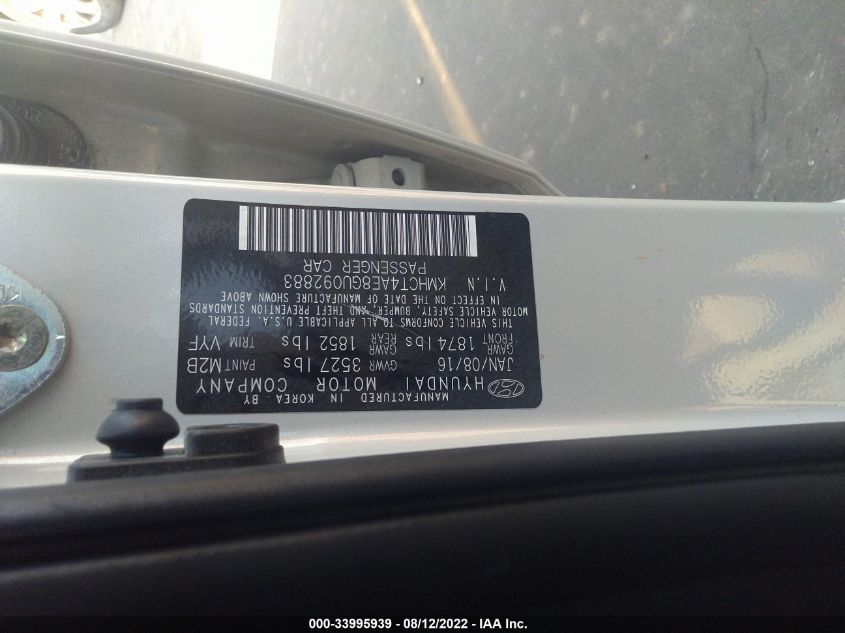 MANUFACTURED IN KOREA BY
HYUNDAI MOTOR COMPANY
JAN/08/16 GVWR 3527 lbs PAINT M2B
FRONT GAWR 1874 lbs REAR GAWR 1852 lbs TRIM VYF
THIS VEHICLE CONFORMS TO ALL APPLICABLE U.S.A. FEDERAL
MOTOR VEHICLE SAFETY, BUMPER, AND THEFT PREVENTION STANDARDS
IN EFFECT ON THE DATE OF MANUFACTURE SHOWN ABOVE
V.I.N KMHCT4AE8GU092883
PASSENGER CAR
000-33995939 - 08/12/2022 - IAA Inc.